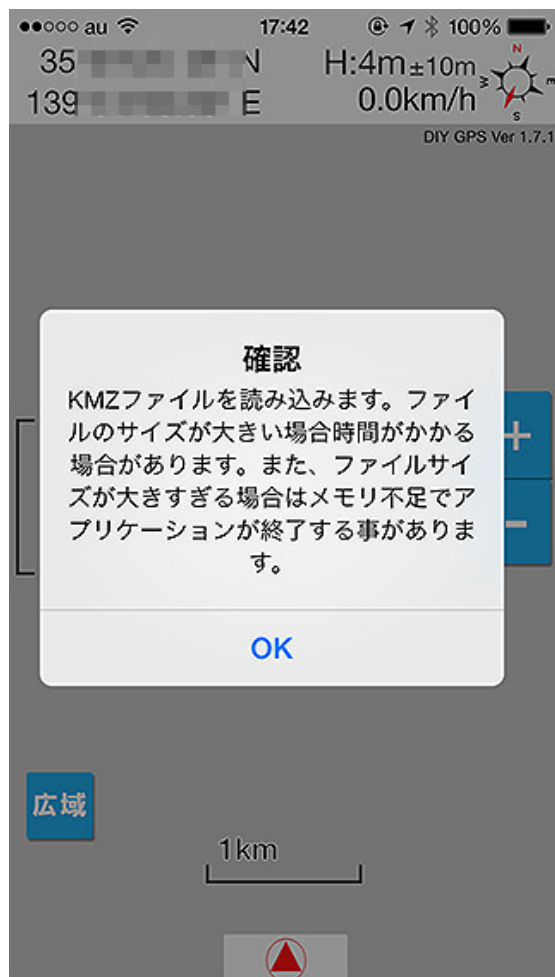 au 17:42 100%
35 N H:4m±10m
139 E 0.0km/h
N
W
E
S
DIY GPS Ver 1.7.1
確認
KMZファイルを読み込みます。ファイ
ルのサイズが大きい場合時間がかかる
場合があります。また、ファイルサイ
ズが大きすぎる場合はメモリ不足でア
プリケーションが終了する事がありま
す。
+
-
OK
広域
1km